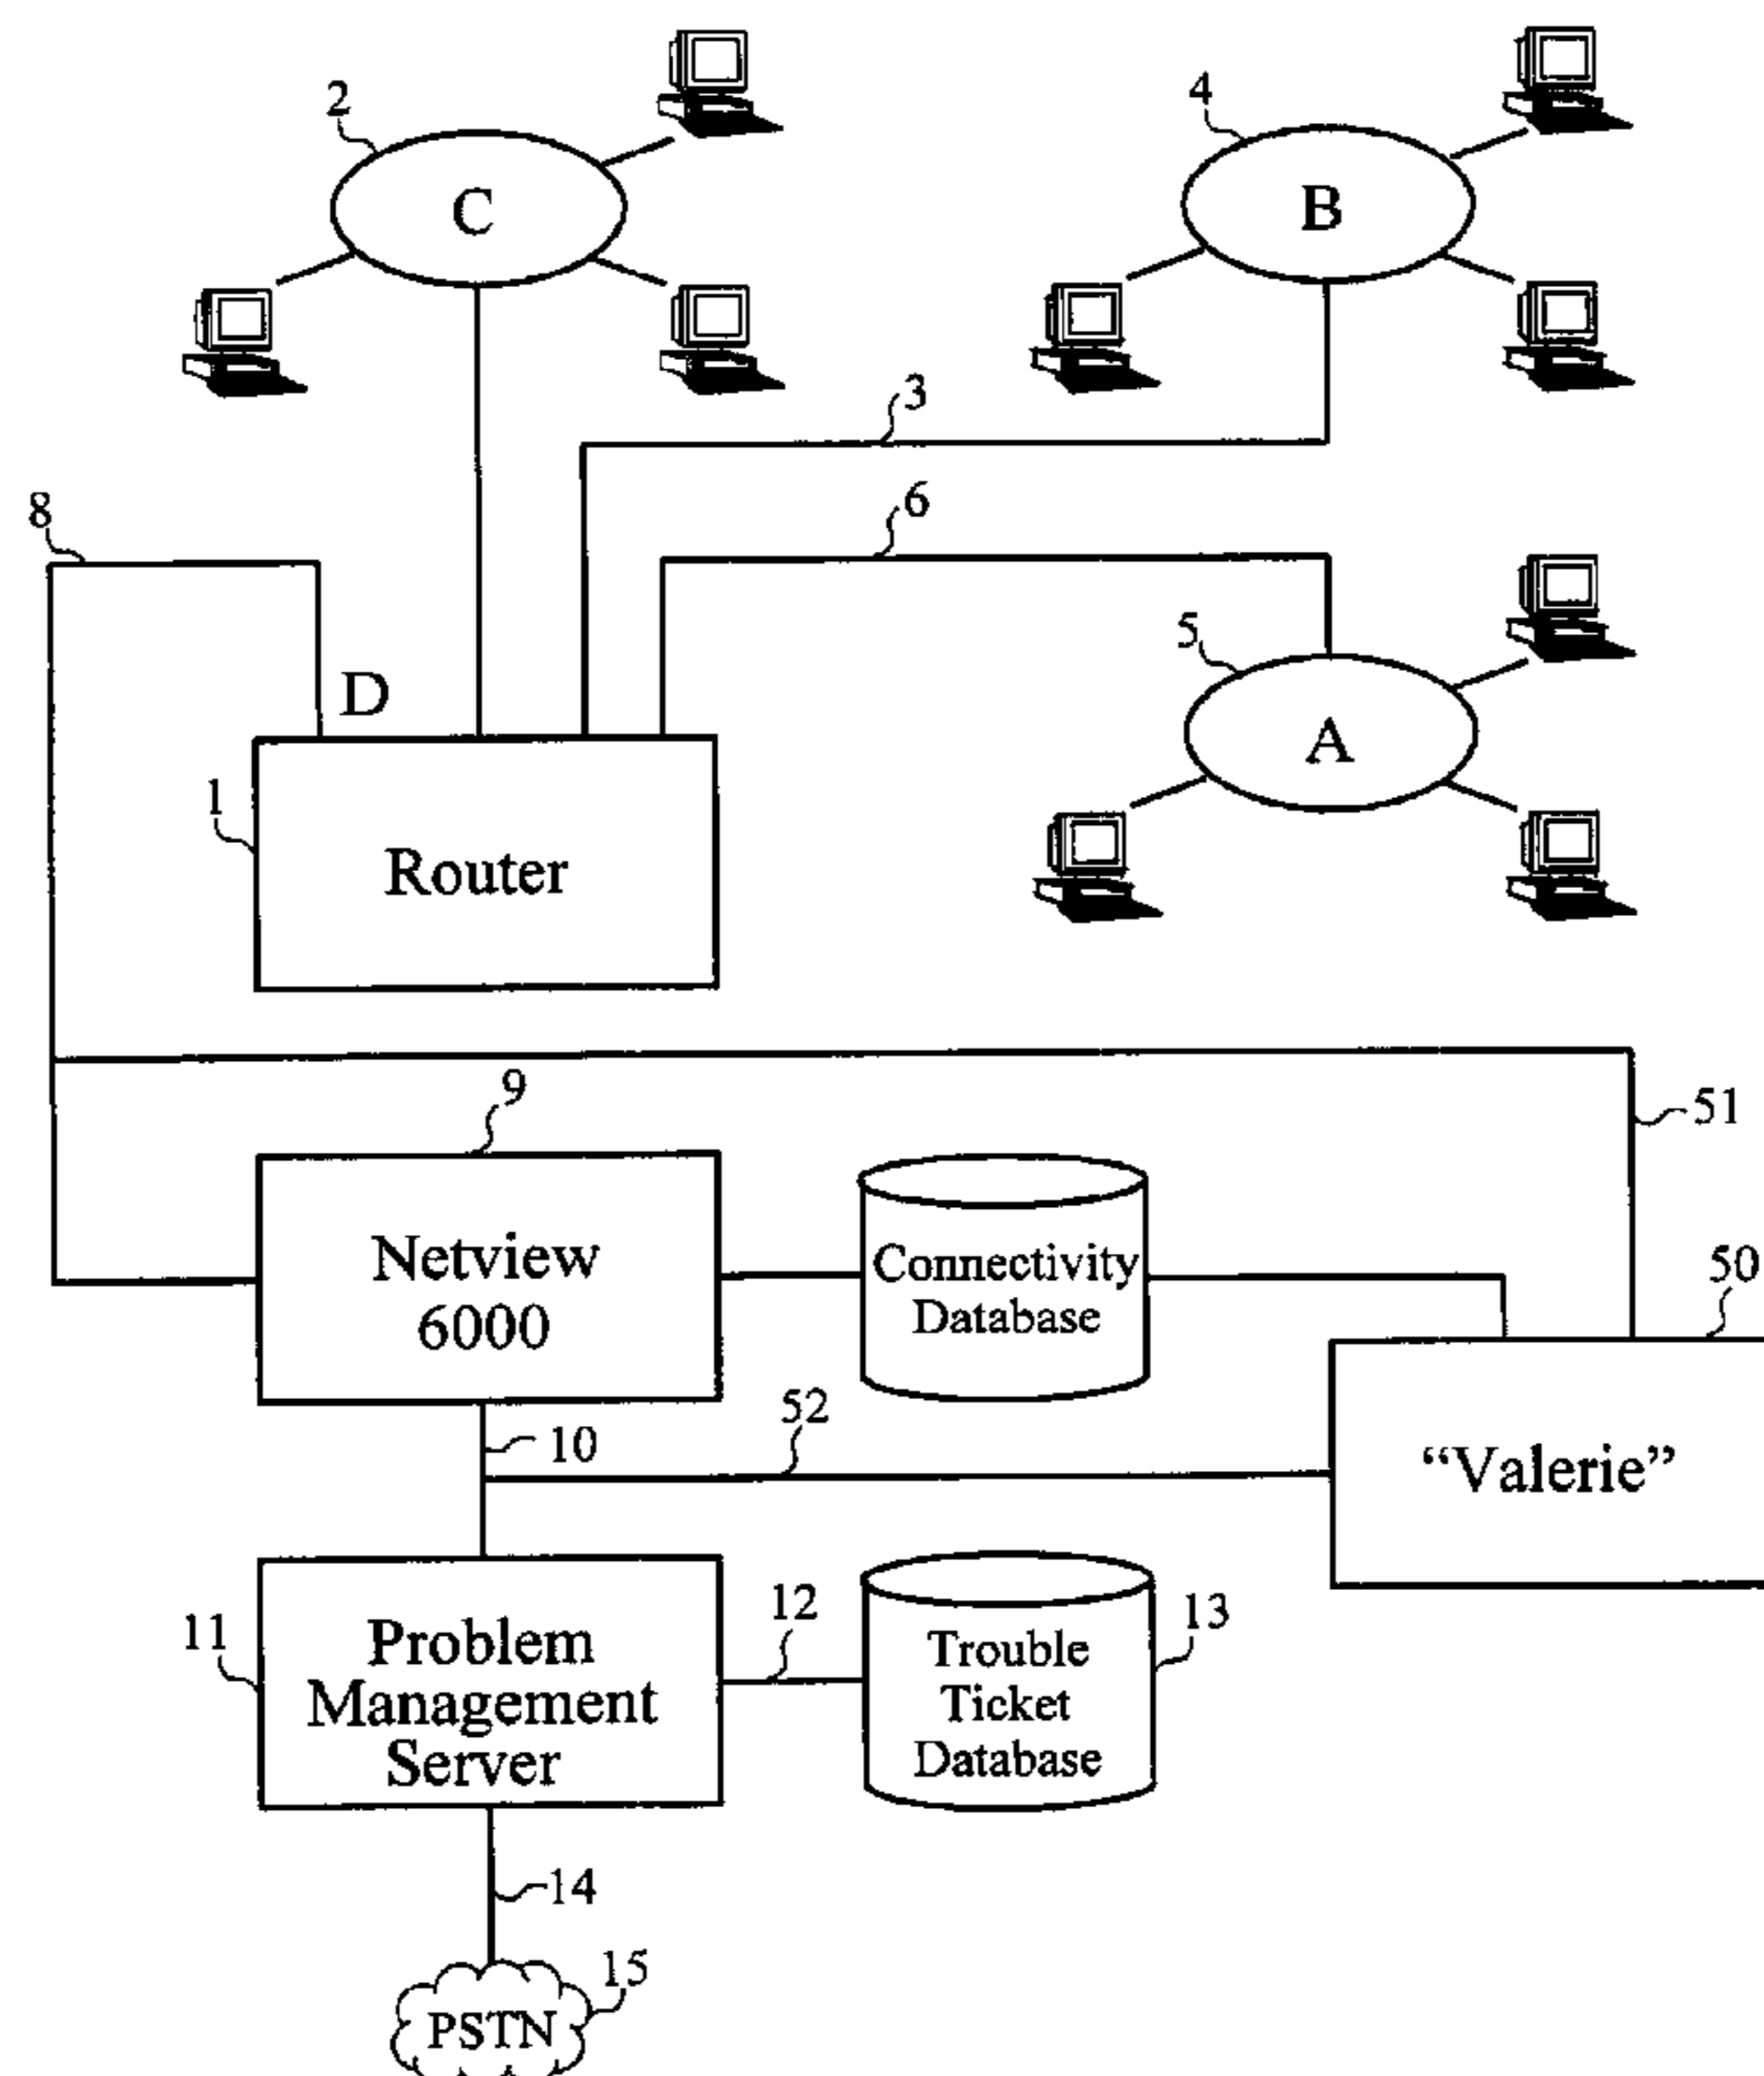 2
4
C
B
3
8
6
5
D
A
1
Router
9
51
Netview
6000
Connectivity
Database
50
52
10
“Valerie”
11
Problem
Management
Server
12
Trouble
Ticket
Database
13
14
15
PSTN